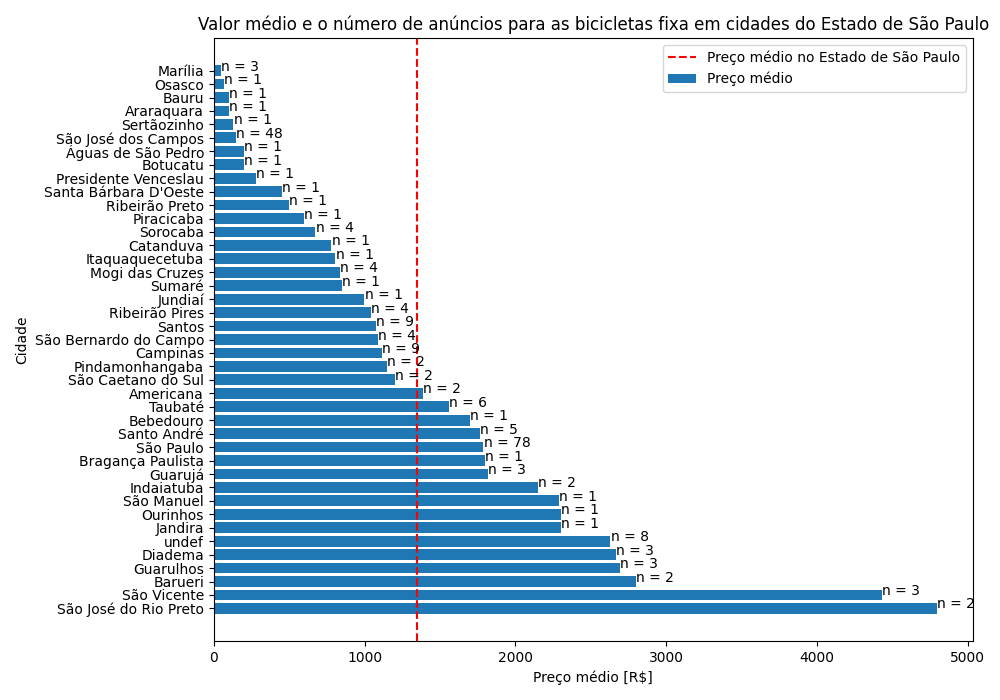 Valor médio e o número de anúncios para as bicicletas fixa em cidades do Estado de São Paulo
Preço médio no Estado de São Paulo
Preço médio
Cidade
Marília n = 3
Osasco n = 1
Bauru n = 1
Araraquara n = 1
Sertãozinho n = 1
São José dos Campos n = 48
Águas de São Pedro n = 1
Botucatu n = 1
Presidente Venceslau n = 1
Santa Bárbara D'Oeste n = 1
Ribeirão Preto n = 1
Piracicaba n = 1
Sorocaba n = 4
Catanduva n = 1
Itaquaquecetuba n = 1
Mogi das Cruzes n = 4
Sumaré n = 1
Jundiaí n = 1
Ribeirão Pires n = 4
Santos n = 9
São Bernardo do Campo n = 4
Campinas n = 9
Pindamonhangaba n = 2
São Caetano do Sul n = 2
Americana n = 2
Taubaté n = 6
Bebedouro n = 1
Santo André n = 5
São Paulo n = 78
Bragança Paulista n = 1
Guarujá n = 3
Indaiatuba n = 2
São Manuel n = 1
Ourinhos n = 1
Jandira n = 1
undef n = 8
Diadema n = 3
Guarulhos n = 3
Barueri n = 2
São Vicente n = 3
São José do Rio Preto n = 2
0 1000 2000 3000 4000 5000
Preço médio [R$]